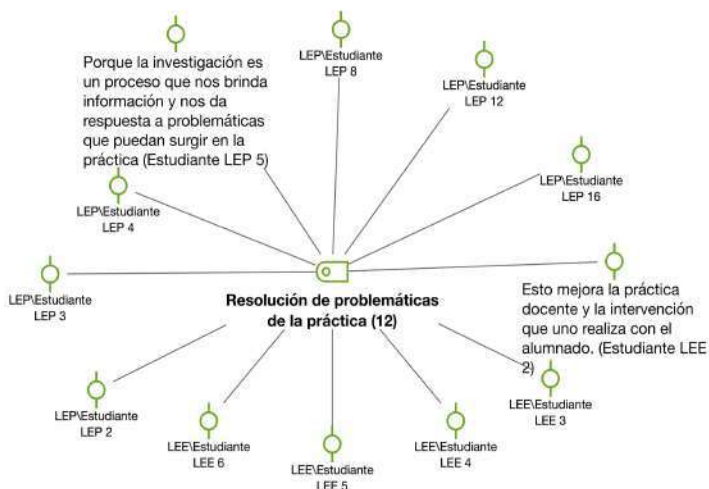 Porque la investigación es
un proceso que nos brinda
información y nos da
respuesta a problemáticas
que puedan surgir en la
práctica (Estudiante LEP 5)
LEP\Estudiante
LEP 8
LEP\Estudiante
LEP 12
LEP\Estudiante
LEP 16
LEP\Estudiante
LEP 4
LEP\Estudiante
LEP 3
Resolución de problemáticas
de la práctica (12)
Esto mejora la práctica
docente y la intervención
que uno realiza con el
alumnado. (Estudiante LEE
2)
LEP\Estudiante
LEP 2
LEE\Estudiante
LEE 6
LEE\Estudiante
LEE 5
LEE\Estudiante
LEE 4
LEE\Estudiante
LEE 3